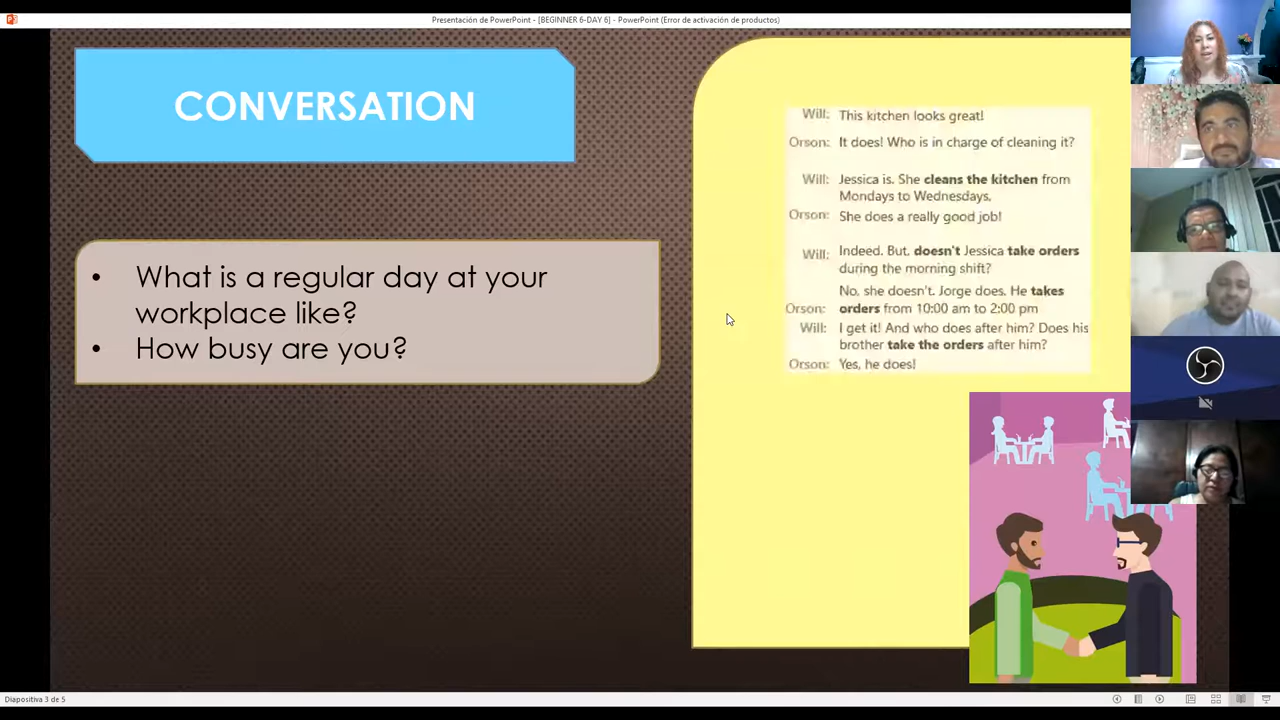 Presentación de PowerPoint - [BEGINNER 6-DAY 6] - PowerPoint (Error de activación de productos)
CONVERSATION
• What is a regular day at your
workplace like?
• How busy are you?
Will: This kitchen looks great!
Orson: It does! Who is in charge of cleaning it?
Will: Jessica is. She cleans the kitchen from
Mondays to Wednesdays.
Orson: She does a really good job!
Will: Indeed. But, doesn't Jessica take orders
during the morning shift?
No, she doesn't. Jorge does. He takes
Orson: orders from 10:00 am to 2:00 pm
Will: I get it! And who does after him? Does his
brother take the orders after him?
Orson: Yes, he does!
Diapositiva 3 de 5